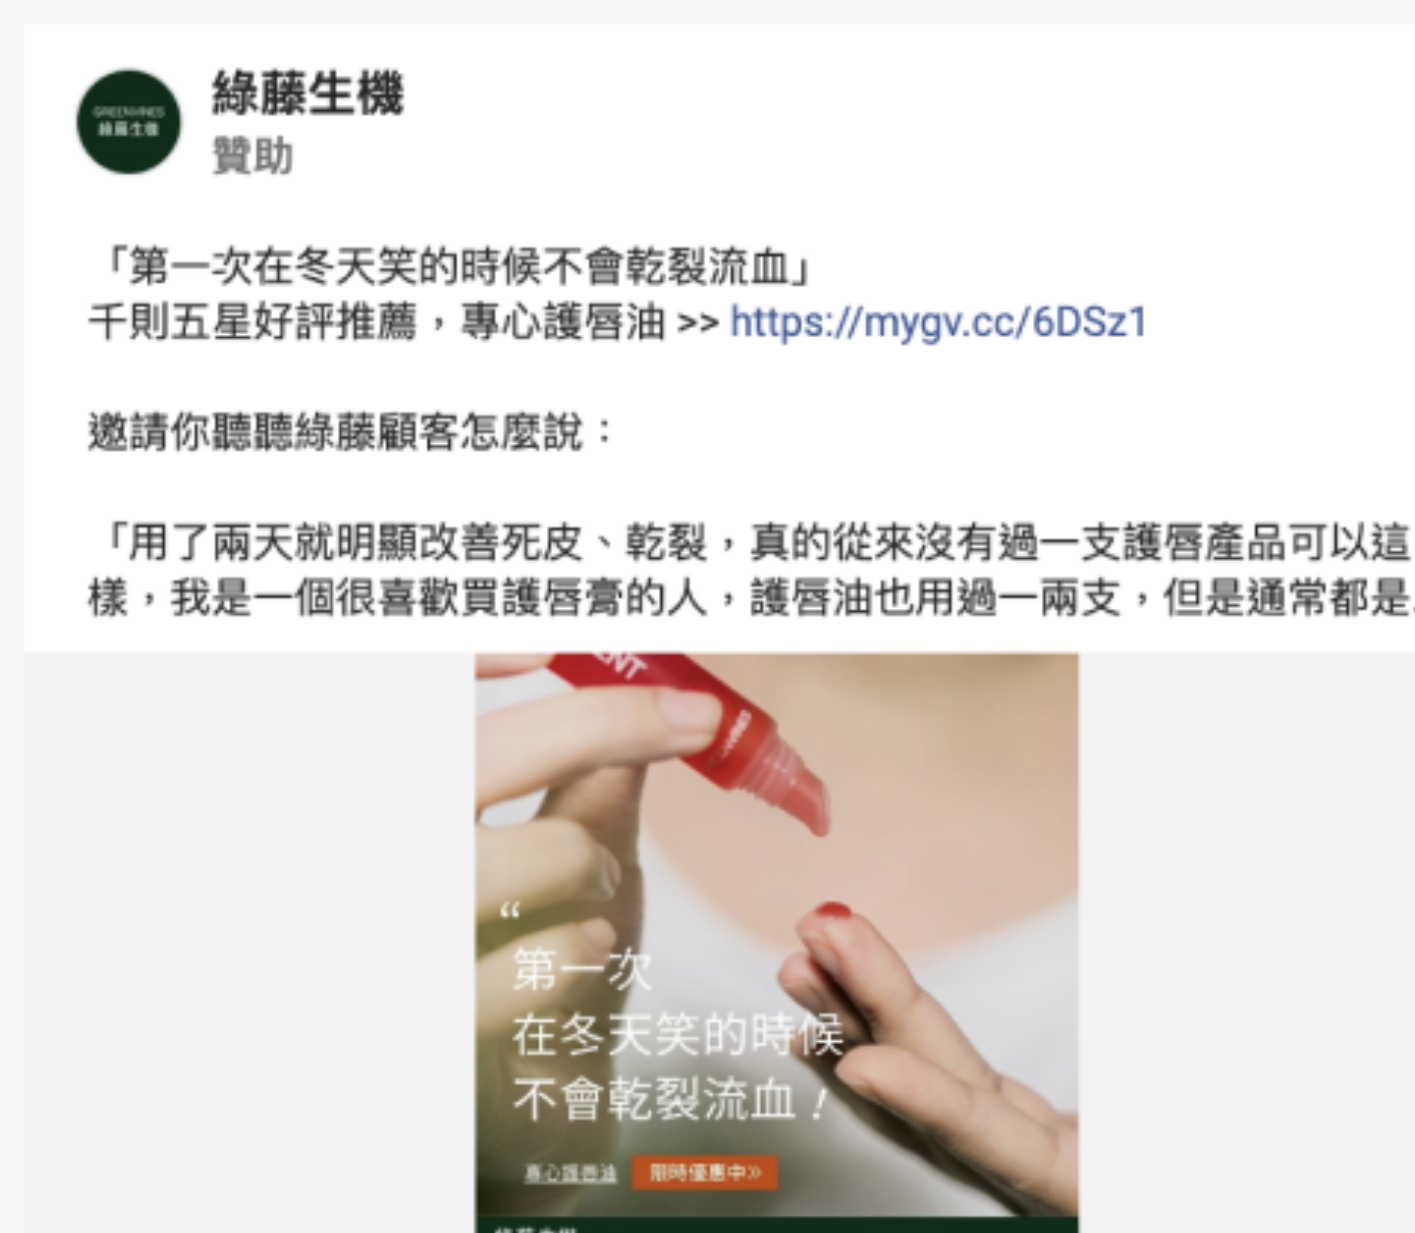 GREENVINES
綠藤生機
綠藤生機
贊助
「第一次在冬天笑的時候不會乾裂流血」
千則五星好評推薦,專心護唇油 >> https://mygv.cc/6DSz1
邀請你聽聽綠藤顧客怎麼說:
「用了兩天就明顯改善死皮、乾裂,真的從來沒有過一支護唇產品可以這
樣,我是一個很喜歡買護唇膏的人,護唇油也用過一兩支,但是通常都是
“
第一次
在冬天笑的時候
不會乾裂流血!
專心護唇油 限時優惠中»